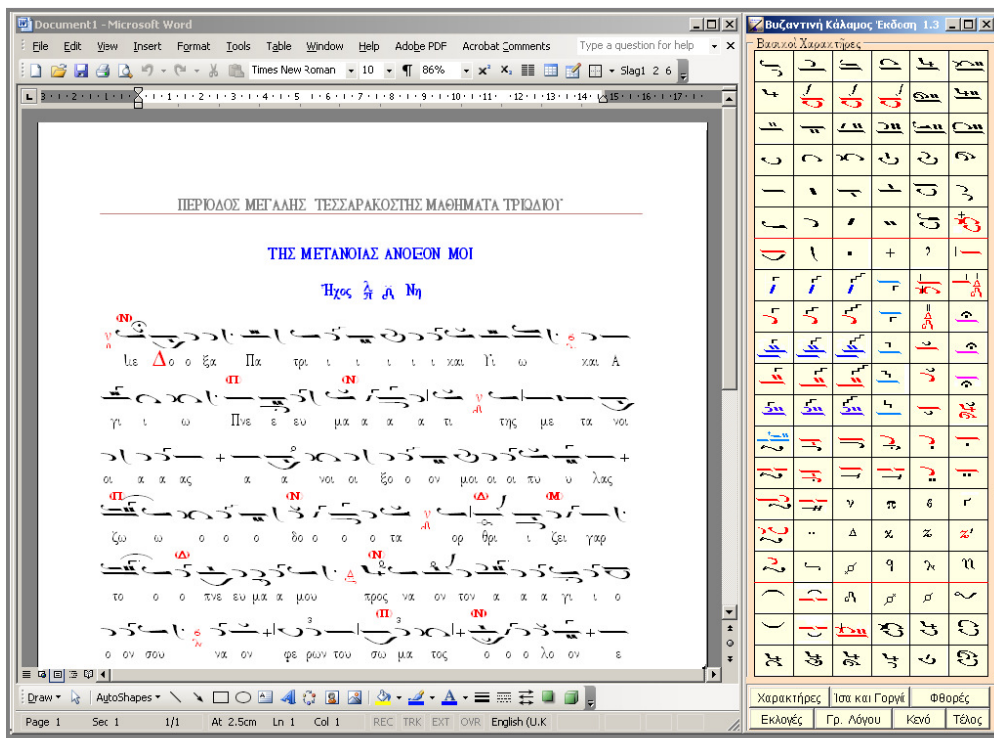 Document1 - Microsoft Word
File Edit View Insert Format Tools Table Window Help Adobe PDF Acrobat Comments Type a question for help
Times New Roman 10 86% Slag1 2 6
ΠΕΡΙΟΔΟΣ ΜΕΓΑΛΗΣ ΤΕΣΣΑΡΑΚΟΣΤΗΣ ΜΑΘΗΜΑΤΑ ΤΡΙΩΔΙΟΥ
ΤΗΣ ΜΕΤΑΝΟΙΑΣ ΑΝΟΙΞΟΝ ΜΟΙ
Ἦχος Νη
(Ν)
Δο ο ξα Πα τρι ι ι ι ι ι και Υι ω και Α
(Π) (Ν)
γι ι ω Πνε ε ευ μα α α α τι της με τα νοι
οι α α ας α α νοι οι ξο ο ον μοι οι οι πυ υ λας
(Π) (Ν) (Δ) (Μ)
ζω ω ο ο ο δο ο ο ο τα ορ θρι ι ζει γαρ
(Δ) (Ν)
το ο ο πνε ευ μα α μου προς να ον τον α α α γι ι ο
(Π) (Ν)
ο ον σου να ον φε ρων του σω μα τος ο ο ο λο ον ε
Draw AutoShapes
Page 1 Sec 1 1/1 At 2.5cm Ln 1 Col 1 REC TRK EXT OVR English (U.K
Βυζαντινή Κάλαμος Έκδοση 1.3
Βασικοί Χαρακτήρες
Χαρακτήρες Ίσα και Γοργά Φθορές
Εκλογές Γρ. Λόγου Κενό Τέλος